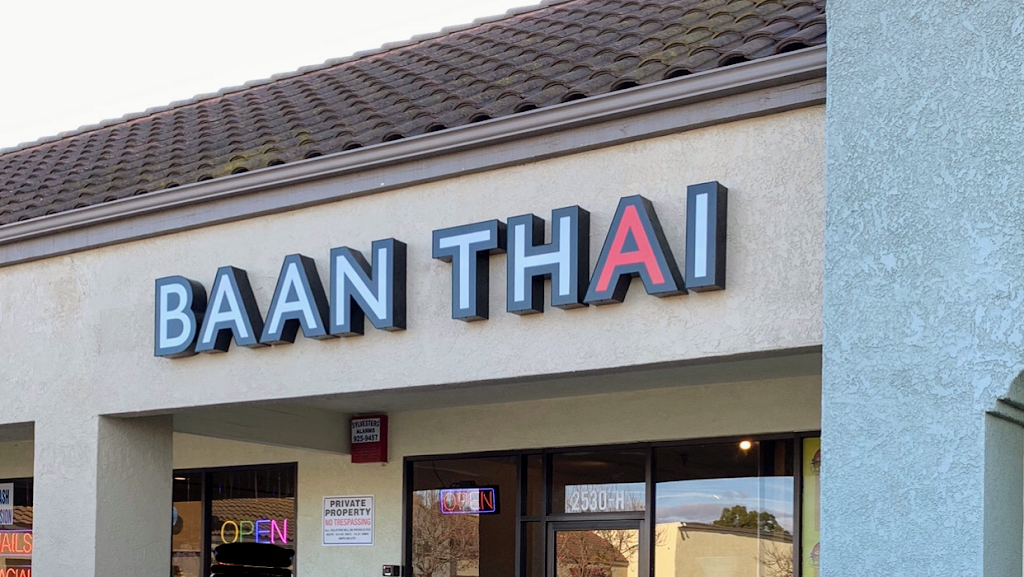 BAAN THAI
SYLVESTERS
ALARMS
925-9457
OPEN
2530-H
PRIVATE
PROPERTY
NO TRESPASSING
OPEN
NAILS